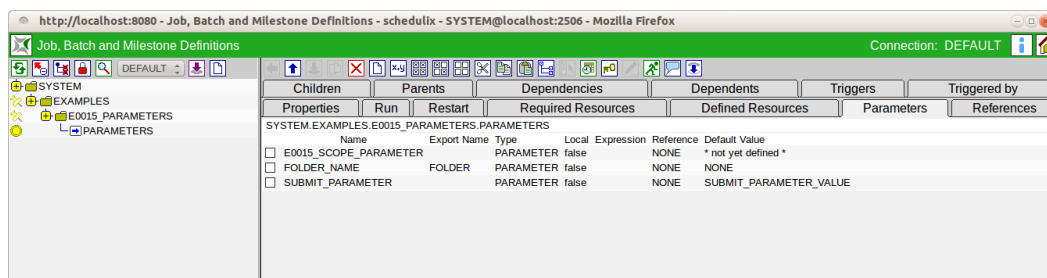 http://localhost:8080 - Job, Batch and Milestone Definitions - schedulix - SYSTEM@localhost:2506 - Mozilla Firefox
Job, Batch and Milestone Definitions Connection: DEFAULT
DEFAULT
SYSTEM
EXAMPLES
E0015_PARAMETERS
PARAMETERS
Children Parents Dependencies Dependents Triggers Triggered by
Properties Run Restart Required Resources Defined Resources Parameters References
SYSTEM.EXAMPLES.E0015_PARAMETERS.PARAMETERS
Name Export Name Type Local Expression Reference Default Value
E0015_SCOPE_PARAMETER PARAMETER false NONE * not yet defined *
FOLDER_NAME FOLDER PARAMETER false NONE NONE
SUBMIT_PARAMETER PARAMETER false NONE SUBMIT_PARAMETER_VALUE